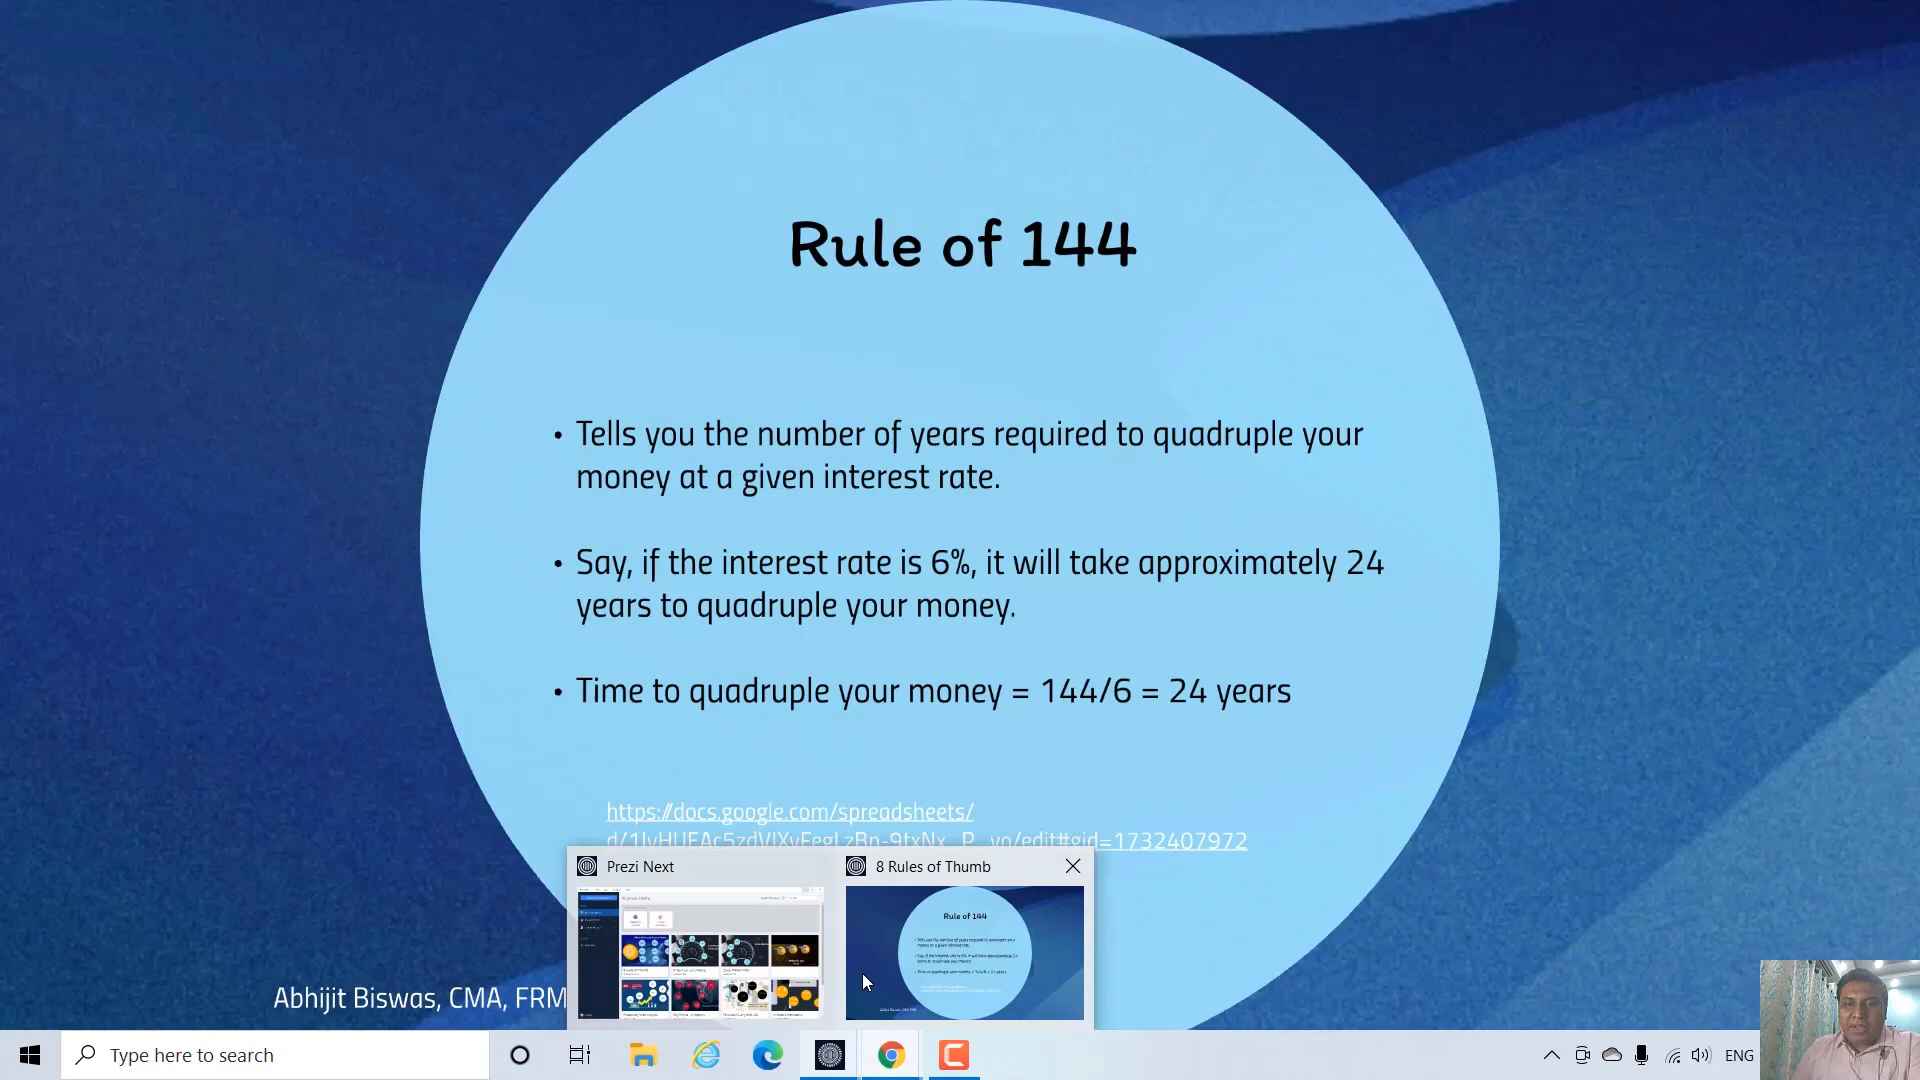 Rule of 144
• Tells you the number of years required to quadruple your
money at a given interest rate.
• Say, if the interest rate is 6%, it will take approximately 24
years to quadruple your money.
• Time to quadruple your money = 144/6 = 24 years
https://docs.google.com/spreadsheets/
Prezi Next
8 Rules of Thumb
Rule of 144
Abhijit Biswas, CMA, FRM
Type here to search
ENG